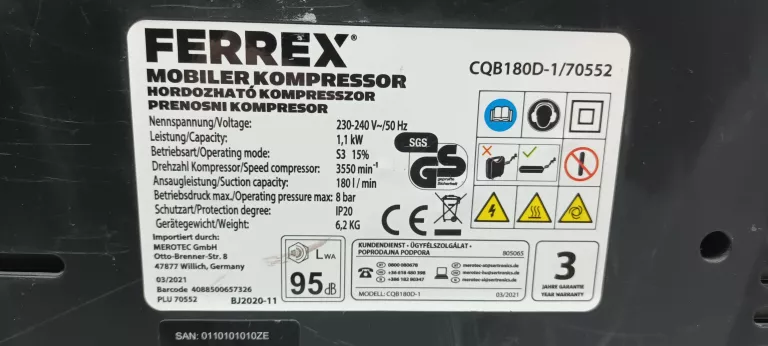 FERREX®
CQB180D-1/70552
MOBILER KOMPRESSOR
HORDOZHATÓ KOMPRESSZOR
PRENOSNI KOMPRESOR
Nennspannung/Voltage: 230-240 V~/50 Hz
Leistung/Capacity: 1,1 kW
Betriebsart/Operating mode: S3 15%
Drehzahl Kompressor/Speed compressor: 3550 min⁻¹
Ansaugleistung/Suction capacity: 180 l / min
Betriebsdruck max./Operating pressure max.: 8 bar
Schutzart/Protection degree: IP20
Gerätegewicht/Weight: 6,2 KG
SGS
GS
geprüfte
Sicherheit
CE
Importiert durch:
MEROTEC GmbH
Otto-Brenner-Str. 8
47877 Willich, Germany
03/2021
Barcode 4088500657326
PLU 70552
BJ2020-11
LWA
95dB
KUNDENDIENST · ÜGYFÉLSZOLGÁLAT ·
POPRODAJNA PODPORA
805065
MODELL: CQB180D-1
03/2021
3
JAHRE GARANTIE
YEAR WARRANTY
SAN: 0110101010ZE